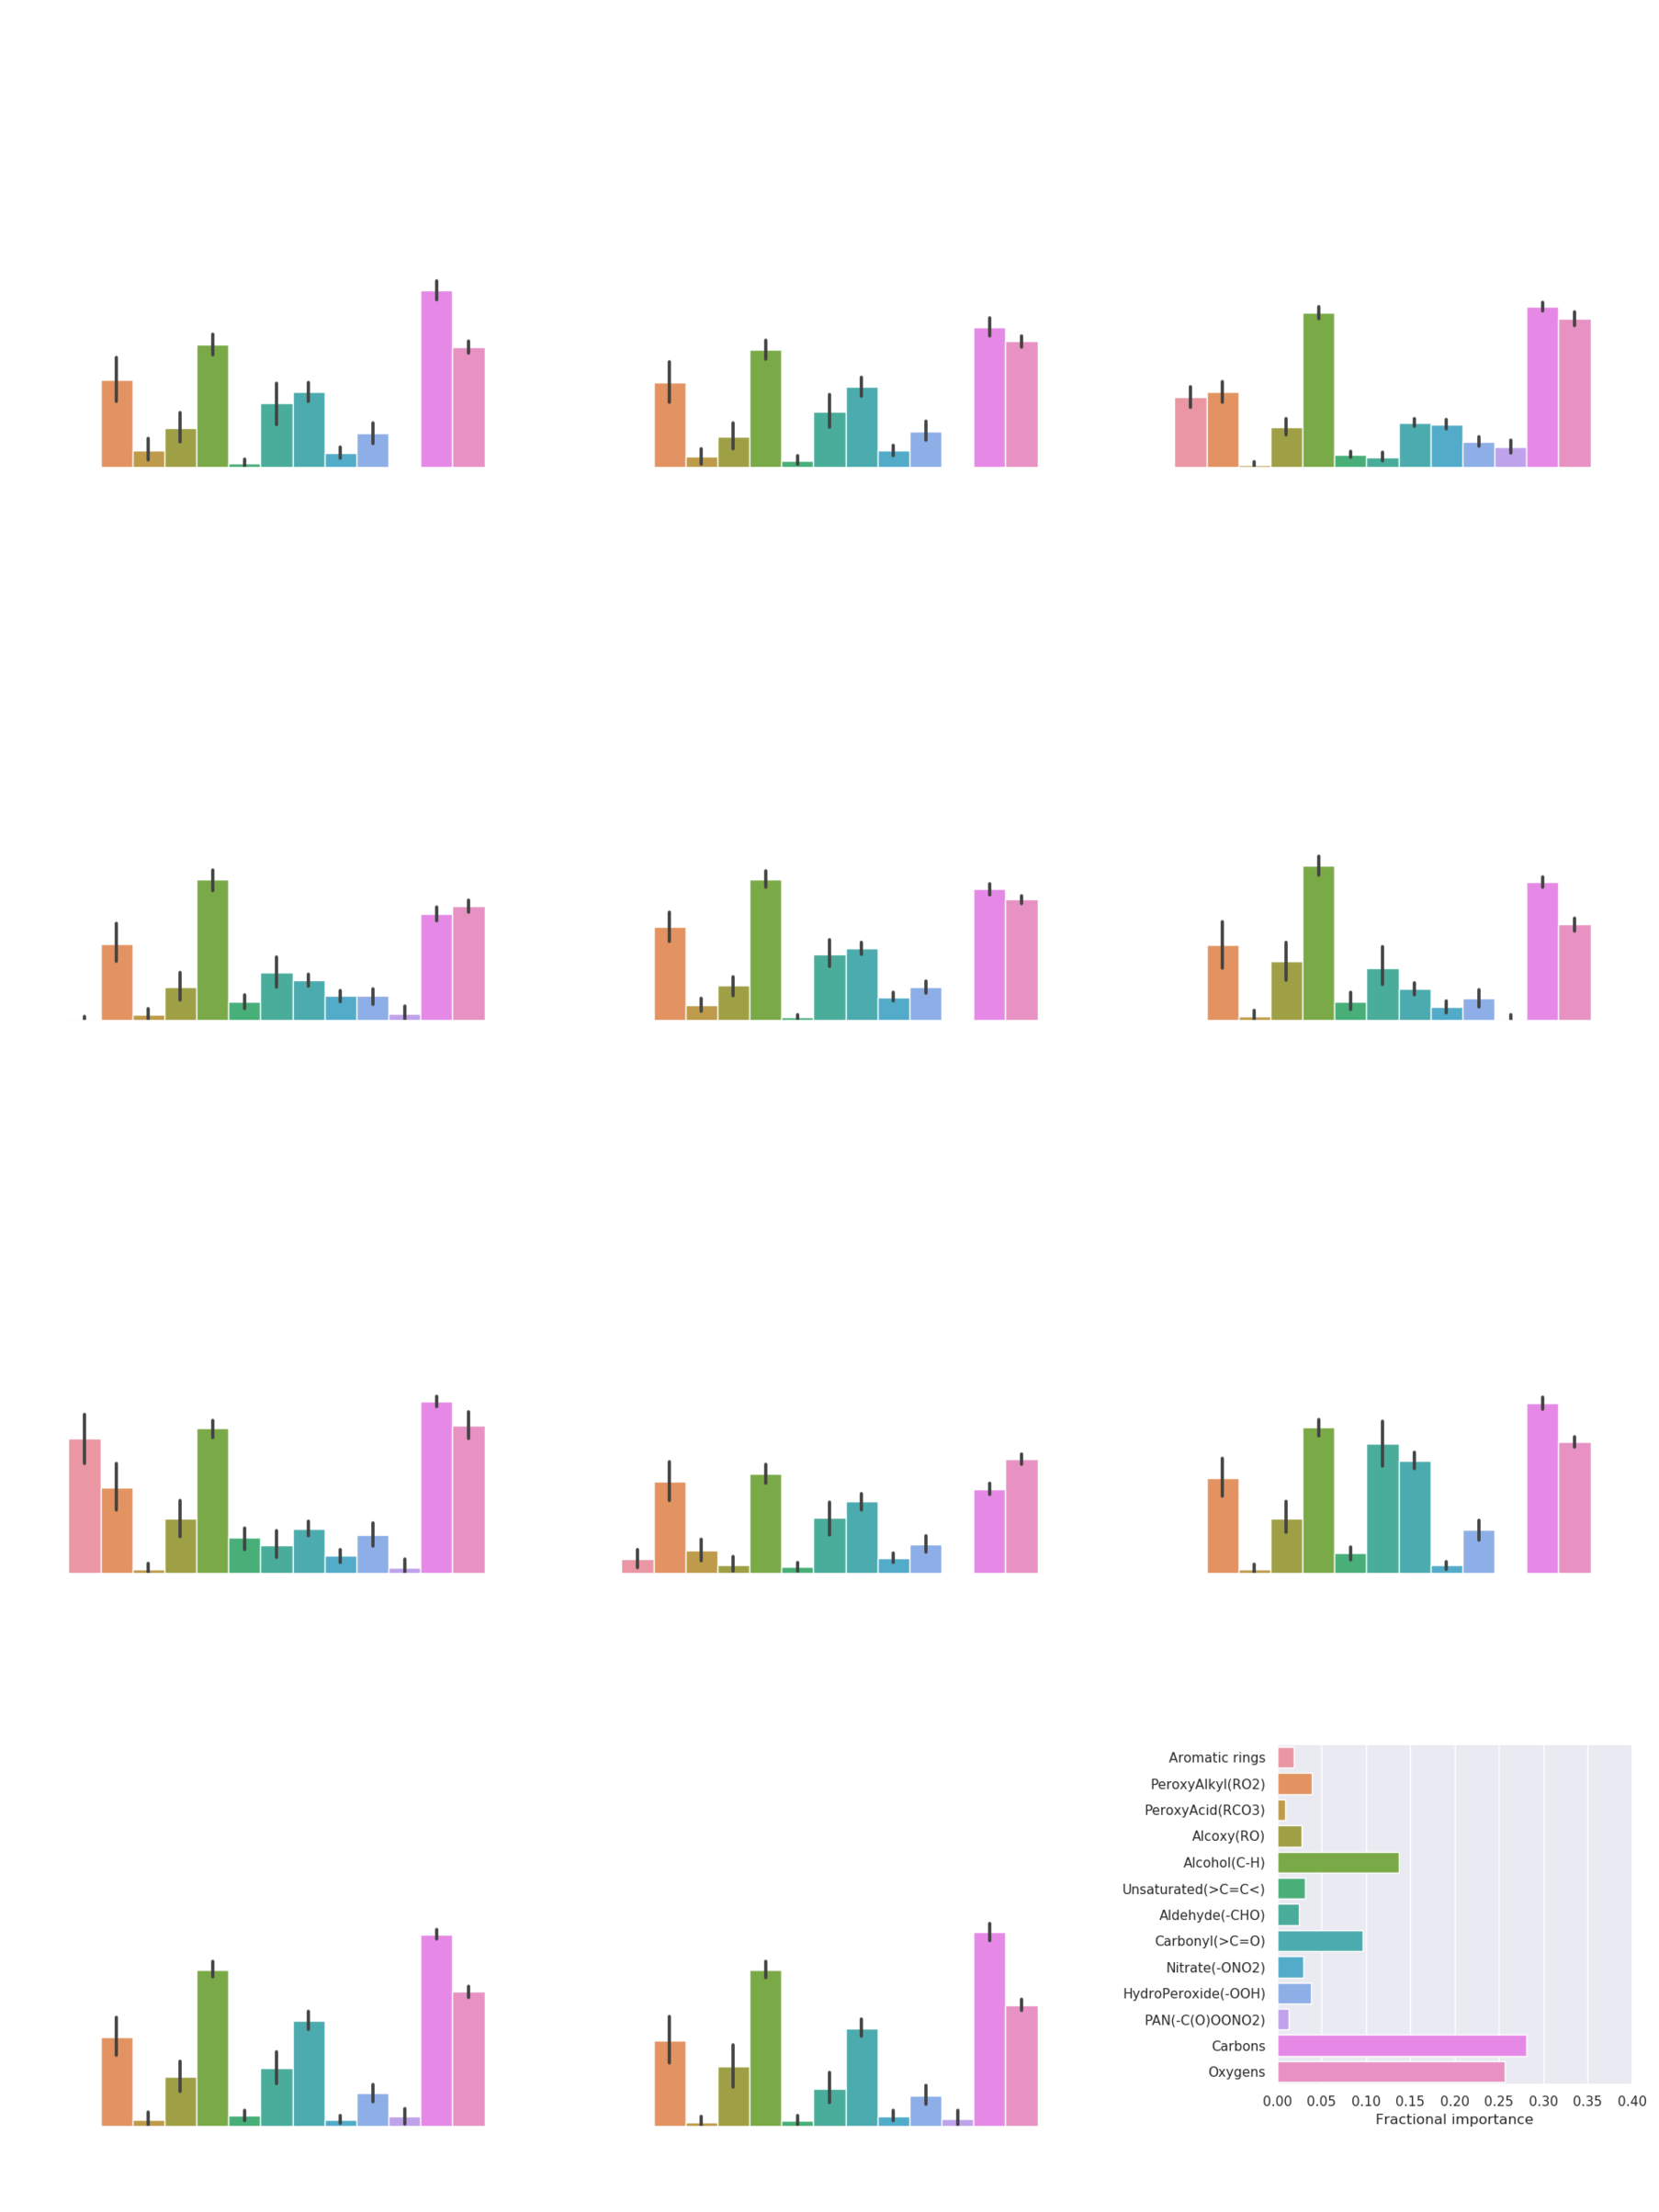 Aromatic rings
PeroxyAlkyl(RO2)
PeroxyAcid(RCO3)
Alcoxy(RO)
Alcohol(C-H)
Unsaturated(>C=C<)
Aldehyde(-CHO)
Carbonyl(>C=O)
Nitrate(-ONO2)
HydroPeroxide(-OOH)
PAN(-C(O)OONO2)
Carbons
Oxygens
0.00 0.05 0.10 0.15 0.20 0.25 0.30 0.35 0.40
Fractional importance